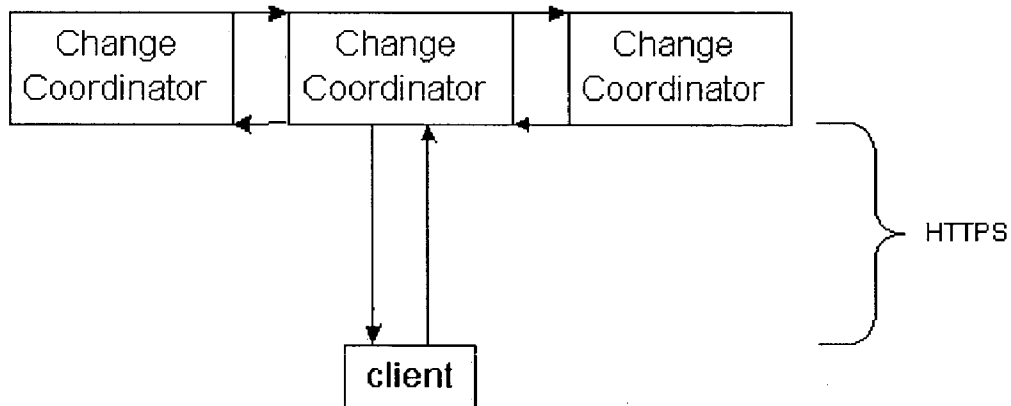 Change
Coordinator
Change
Coordinator
Change
Coordinator
HTTPS
client